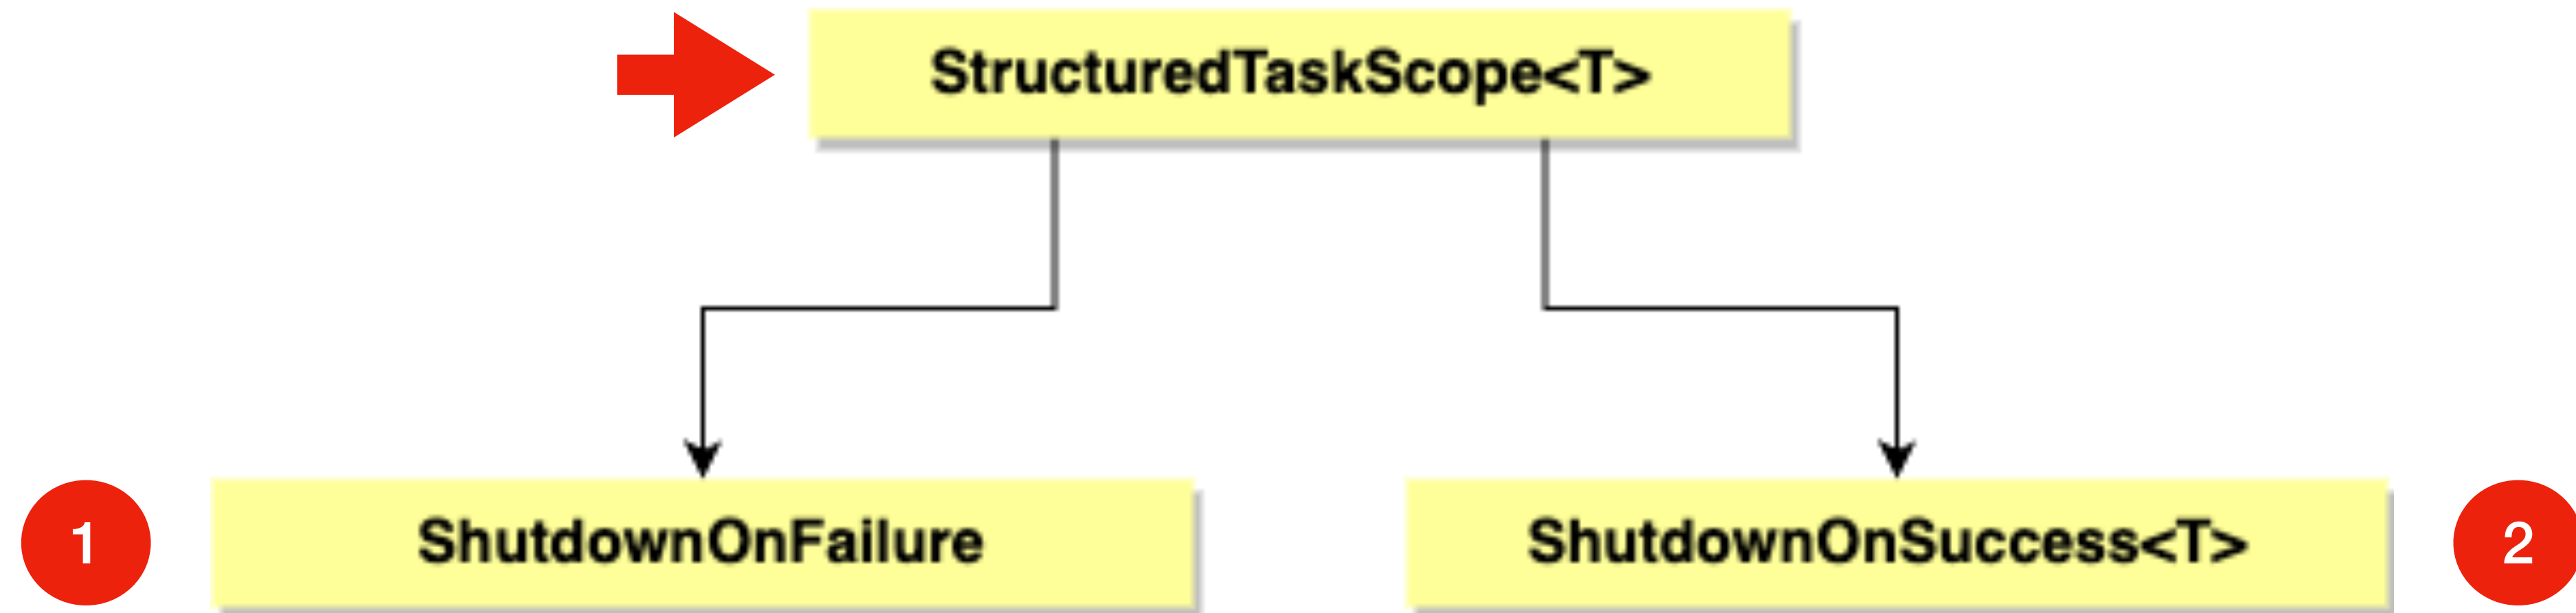 StructuredTaskScope<T>
1
ShutdownOnFailure
ShutdownOnSuccess<T>
2